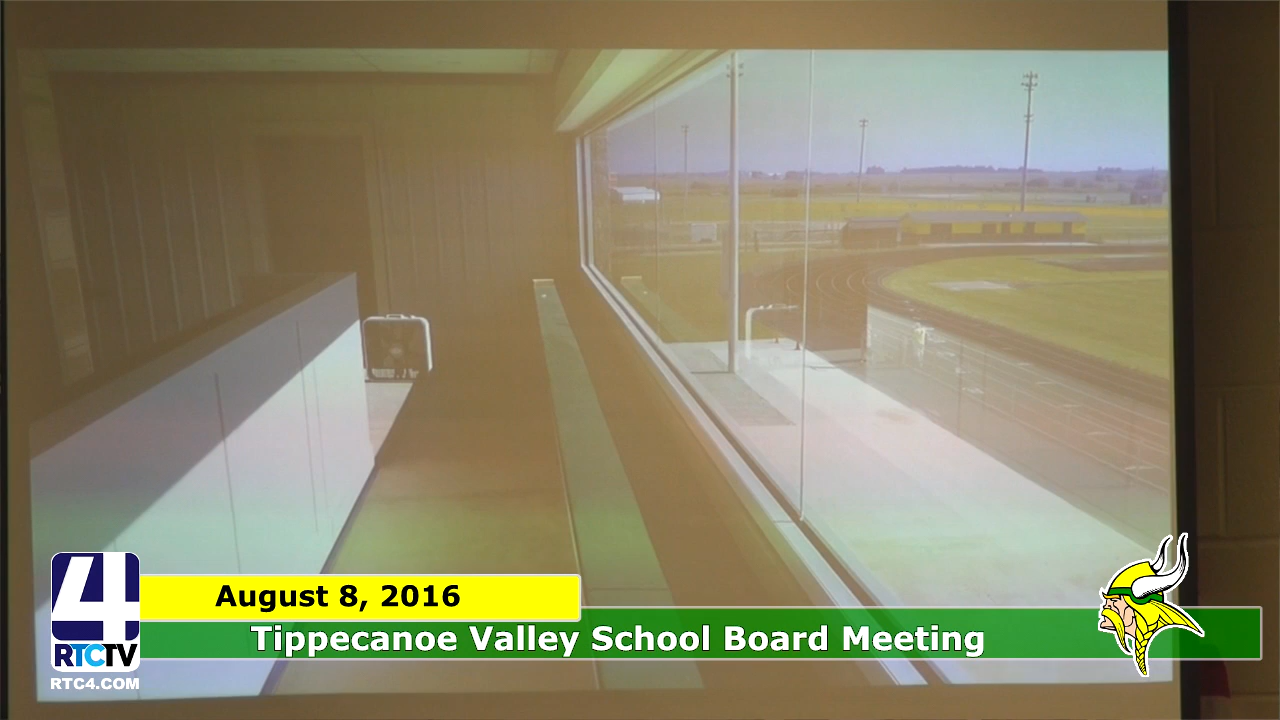 August 8, 2016
Tippecanoe Valley School Board Meeting
4
RTCTV
RTC4.COM